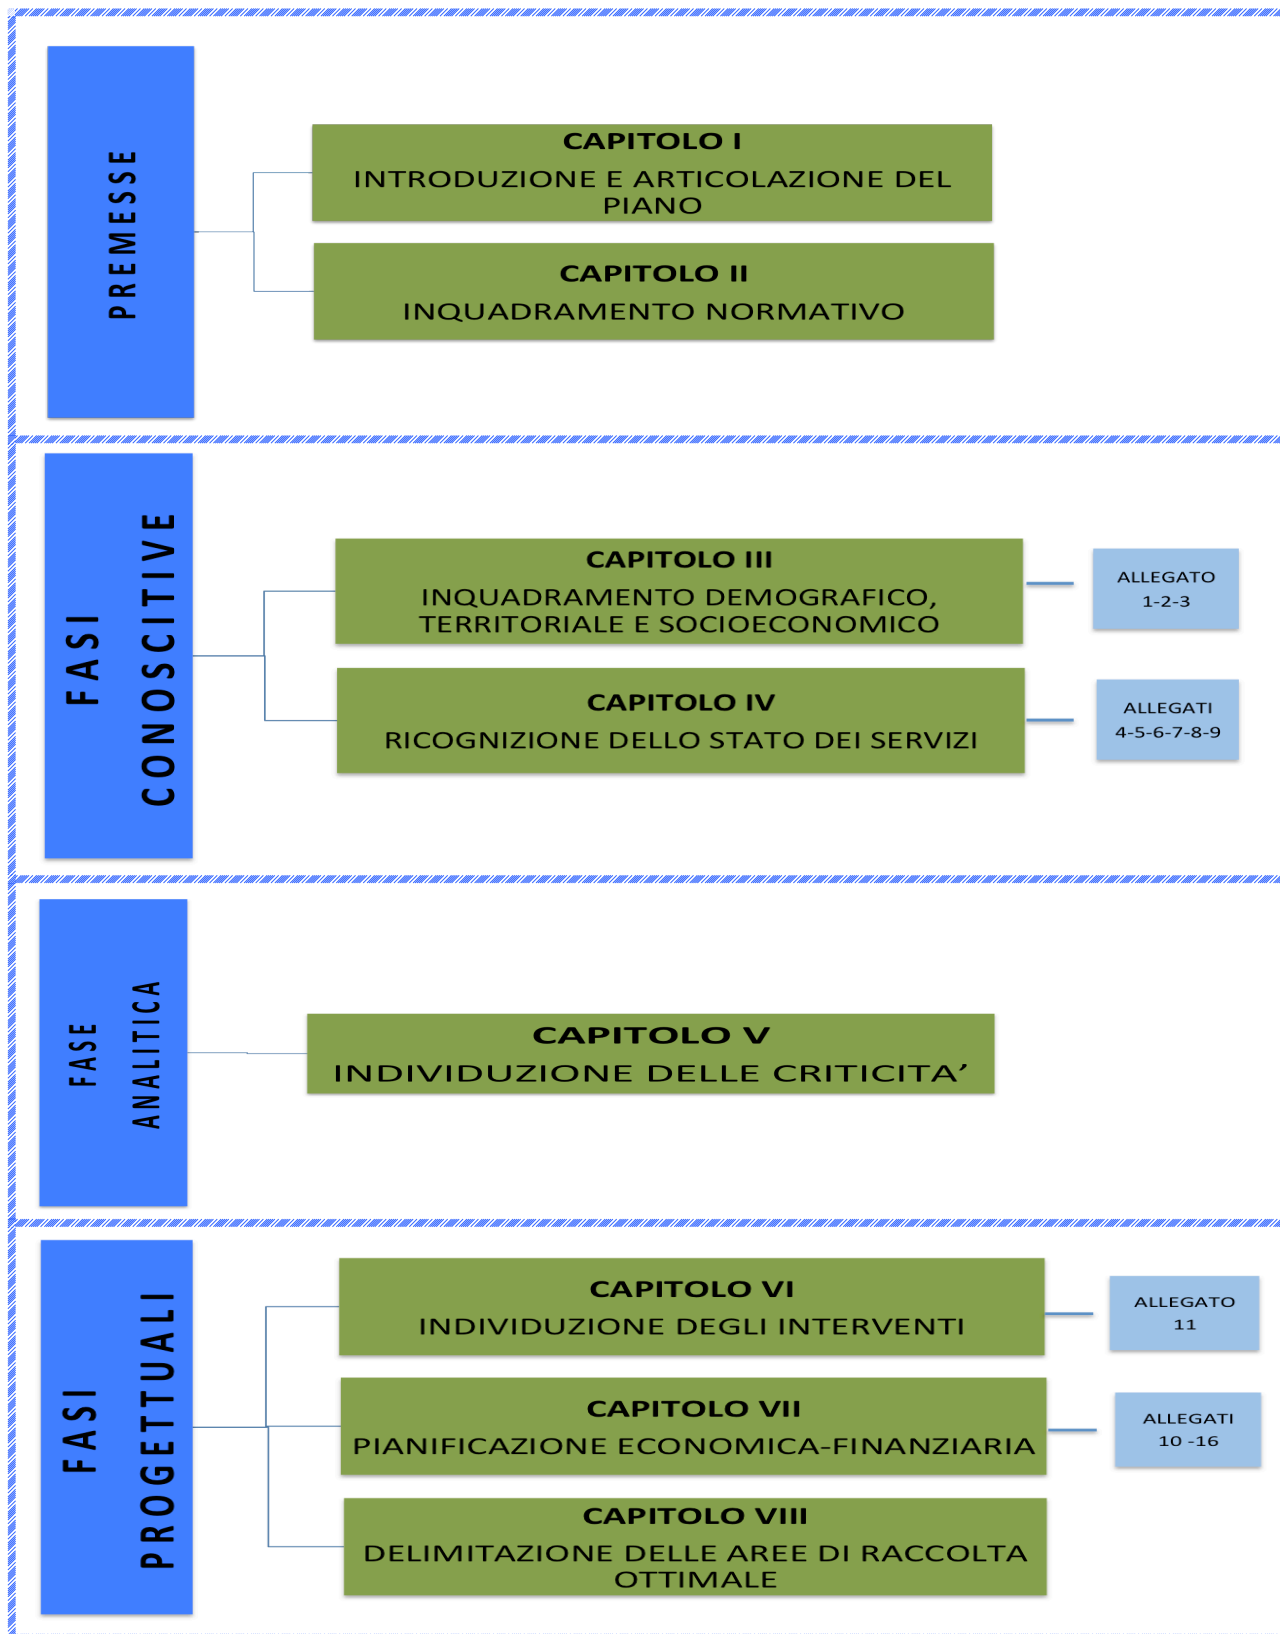 PREMESSE
CAPITOLO I
INTRODUZIONE E ARTICOLAZIONE DEL
PIANO
CAPITOLO II
INQUADRAMENTO NORMATIVO
FASI
CONOSCITIVE
CAPITOLO III
INQUADRAMENTO DEMOGRAFICO,
TERRITORIALE E SOCIOECONOMICO
ALLEGATO
1-2-3
CAPITOLO IV
RICOGNIZIONE DELLO STATO DEI SERVIZI
ALLEGATI
4-5-6-7-8-9
FASE
ANALITICA
CAPITOLO V
INDIVIDUZIONE DELLE CRITICITA’
FASI
PROGETTUALI
CAPITOLO VI
INDIVIDUZIONE DEGLI INTERVENTI
ALLEGATO
11
CAPITOLO VII
PIANIFICAZIONE ECONOMICA-FINANZIARIA
ALLEGATI
10 -16
CAPITOLO VIII
DELIMITAZIONE DELLE AREE DI RACCOLTA
OTTIMALE